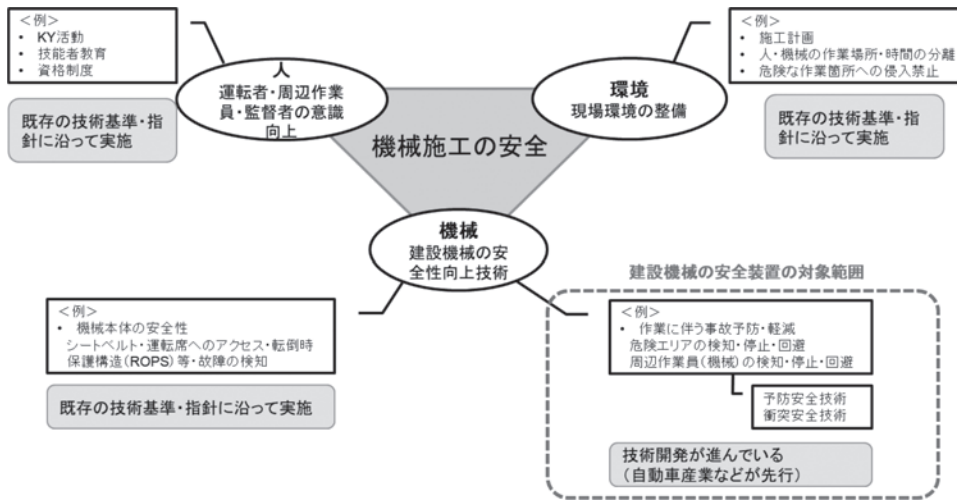 ＜例＞
• KY活動
• 技能者教育
• 資格制度
既存の技術基準・指
針に沿って実施
人
運転者・周辺作業
員・監督者の意識
向上
＜例＞
• 施工計画
• 人・機械の作業場所・時間の分離
• 危険な作業箇所への侵入禁止
環境
現場環境の整備
既存の技術基準・指
針に沿って実施
機械施工の安全
機械
建設機械の安
全性向上技術
＜例＞
• 機械本体の安全性
シートベルト・運転席へのアクセス・転倒時
保護構造（ROPS）等・故障の検知
既存の技術基準・指針に沿って実施
建設機械の安全装置の対象範囲
＜例＞
• 作業に伴う事故予防・軽減
危険エリアの検知・停止・回避
周辺作業員（機械）の検知・停止・回避
予防安全技術
衝突安全技術
技術開発が進んでいる
（自動車産業などが先行）